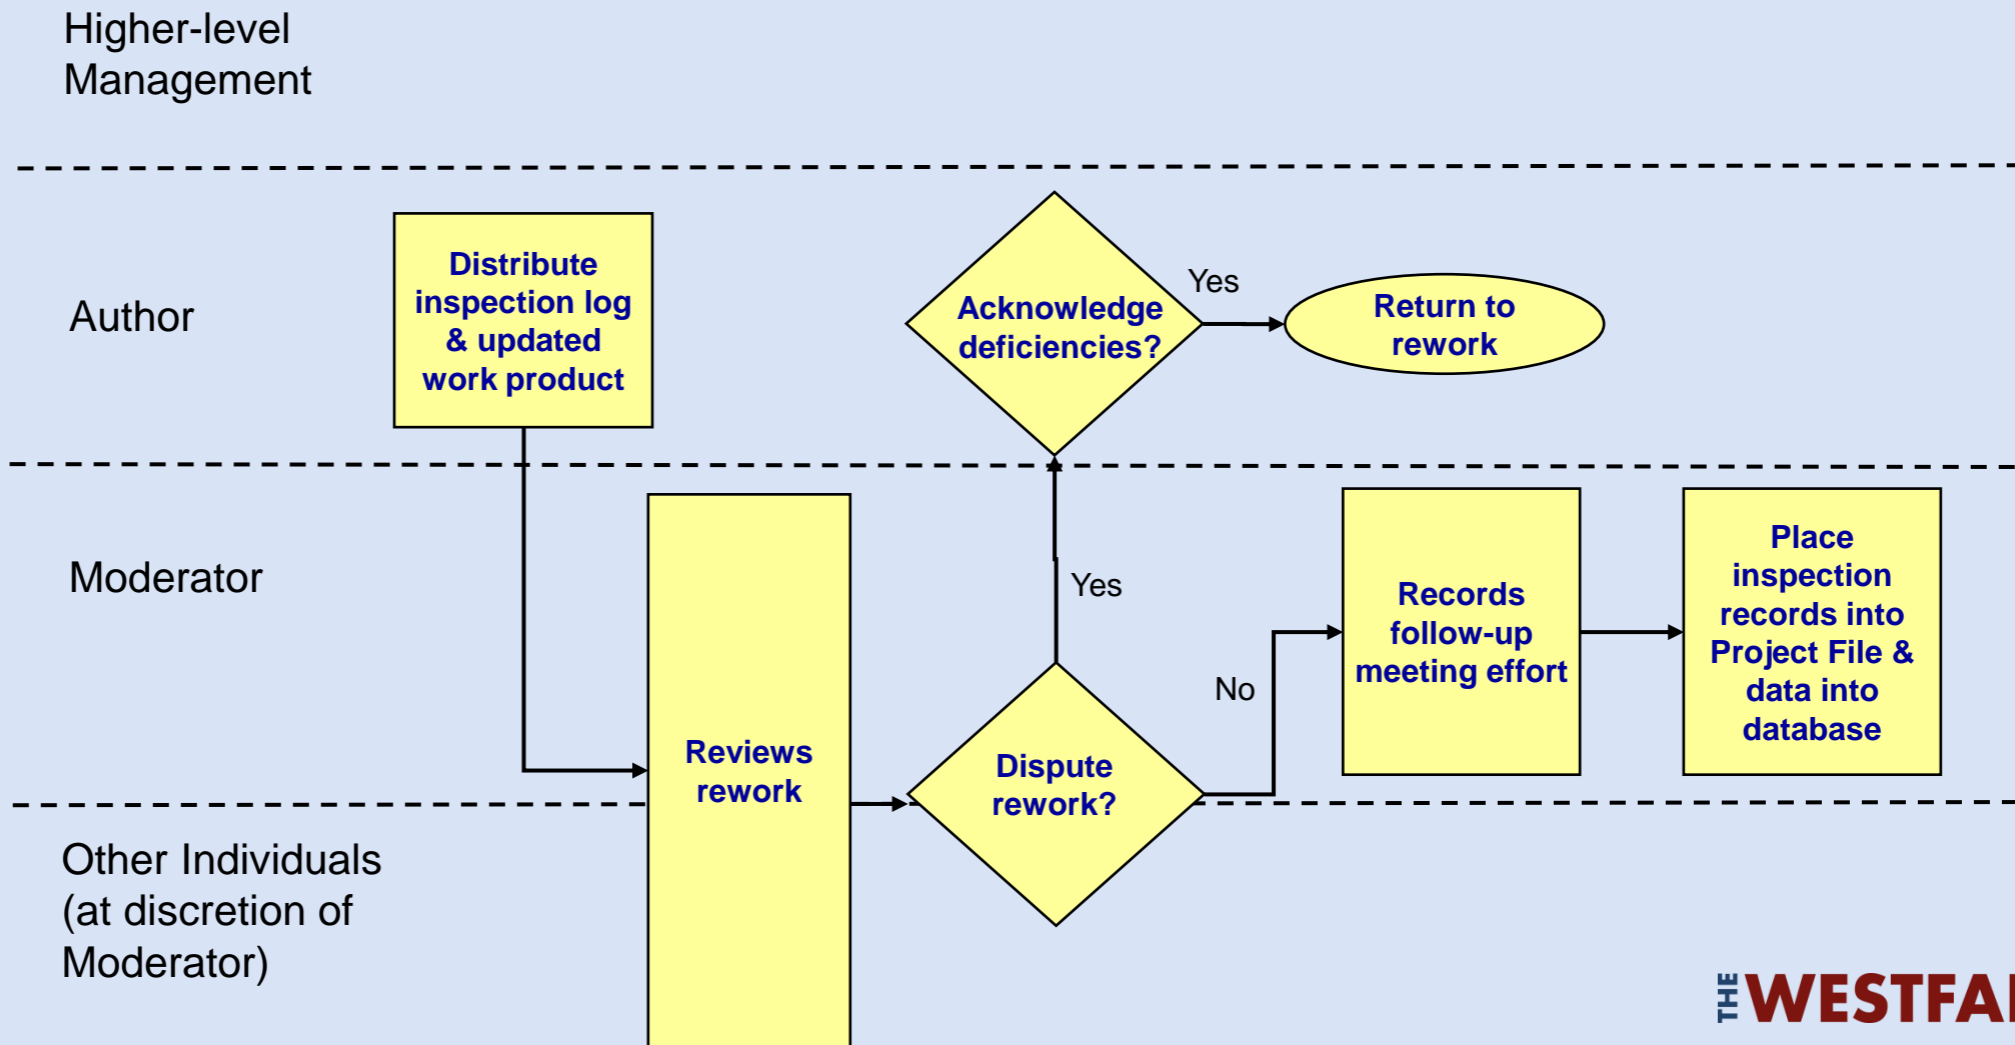 Higher-level
Management
Author
Distribute
inspection log
& updated
work product
Acknowledge
deficiencies?
Yes
Return to
rework
Moderator
Reviews
rework
Yes
Dispute
rework?
No
Records
follow-up
meeting effort
Place
inspection
records into
Project File &
data into
database
Other Individuals
(at discretion of
Moderator)
THE